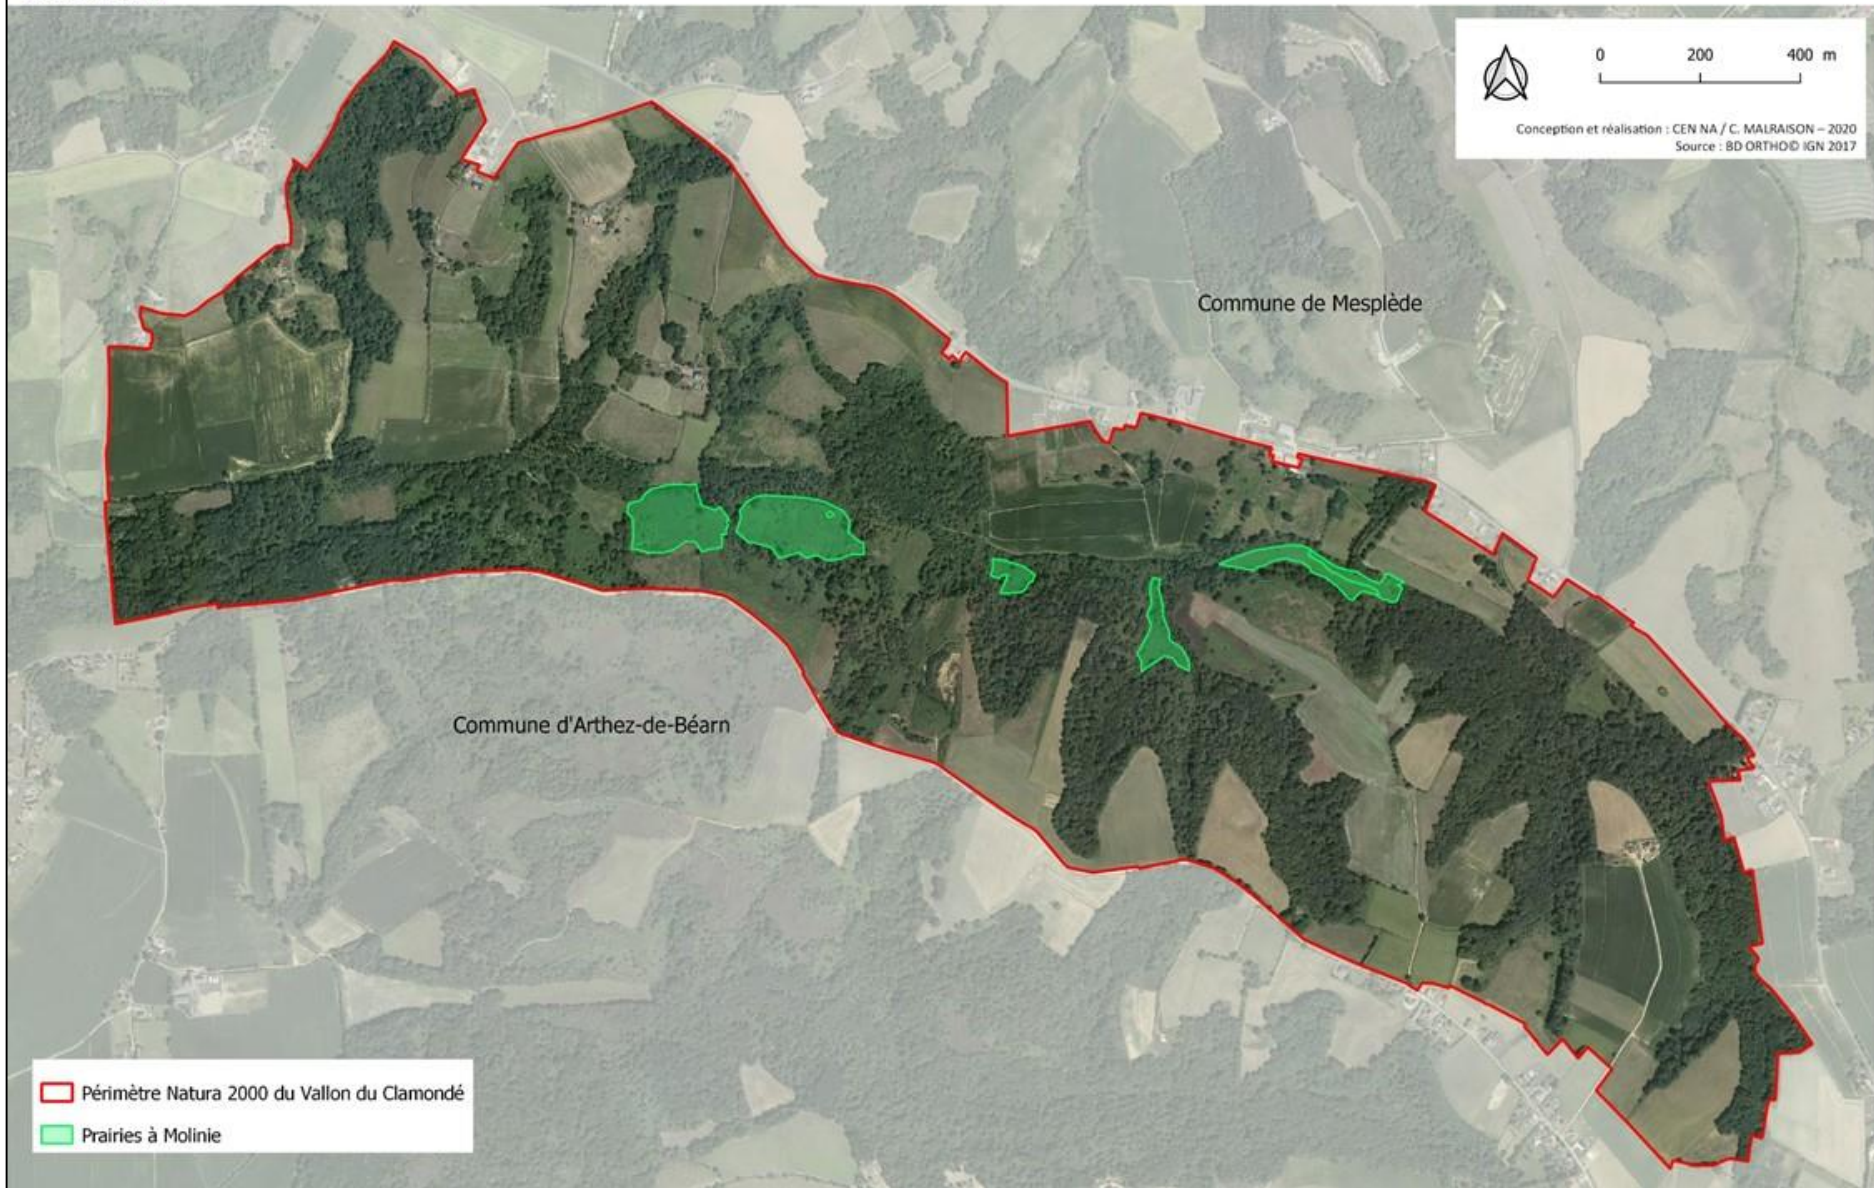 0 200 400 m
Conception et réalisation : CEN NA / C. MALRAISON – 2020
Source : BD ORTHO© IGN 2017
Commune de Mesplède
Commune d'Arthez-de-Béarn
Périmètre Natura 2000 du Vallon du Clamondé
Prairies à Molinie